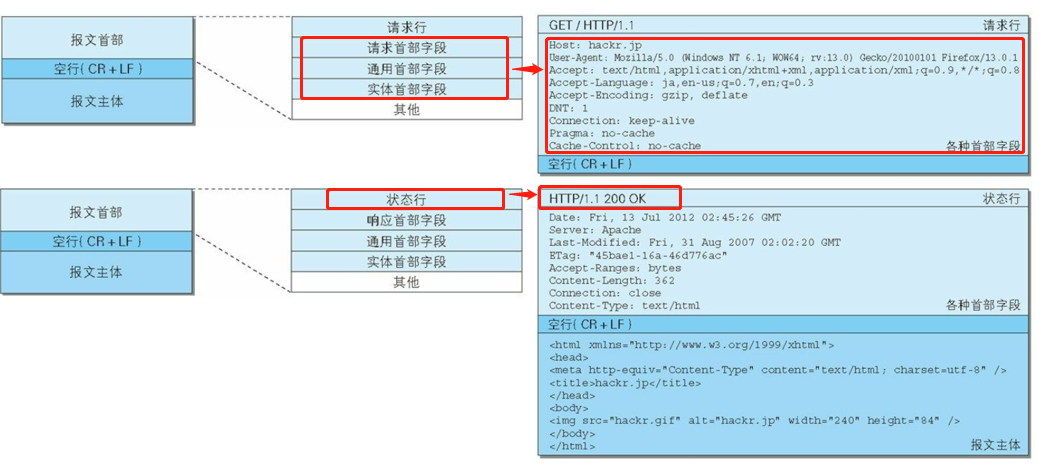 报文首部
空行(CR+LF)
报文主体
请求行
请求首部字段
通用首部字段
实体首部字段
其他
GET / HTTP/1.1 请求行
Host: hackr.jp
User-Agent: Mozilla/5.0 (Windows NT 6.1; WOW64; rv:13.0) Gecko/20100101 Firefox/13.0.1
Accept: text/html,application/xhtml+xml,application/xml;q=0.9,*/*;q=0.8
Accept-Language: ja,en-us;q=0.7,en;q=0.3
Accept-Encoding: gzip, deflate
DNT: 1
Connection: keep-alive
Pragma: no-cache
Cache-Control: no-cache 各种首部字段
空行(CR+LF)
报文首部
空行(CR+LF)
报文主体
状态行
响应首部字段
通用首部字段
实体首部字段
其他
HTTP/1.1 200 OK 状态行
Date: Fri, 13 Jul 2012 02:45:26 GMT
Server: Apache
Last-Modified: Fri, 31 Aug 2007 02:02:20 GMT
ETag: "45bae1-16a-46d776ac"
Accept-Ranges: bytes
Content-Length: 362
Connection: close
Content-Type: text/html 各种首部字段
空行(CR+LF)
<html xmlns="http://www.w3.org/1999/xhtml">
<head>
<meta http-equiv="Content-Type" content="text/html; charset=utf-8" />
<title>hackr.jp</title>
</head>
<body>
<img src="hackr.gif" alt="hackr.jp" width="240" height="84" />
</body>
</html> 报文主体